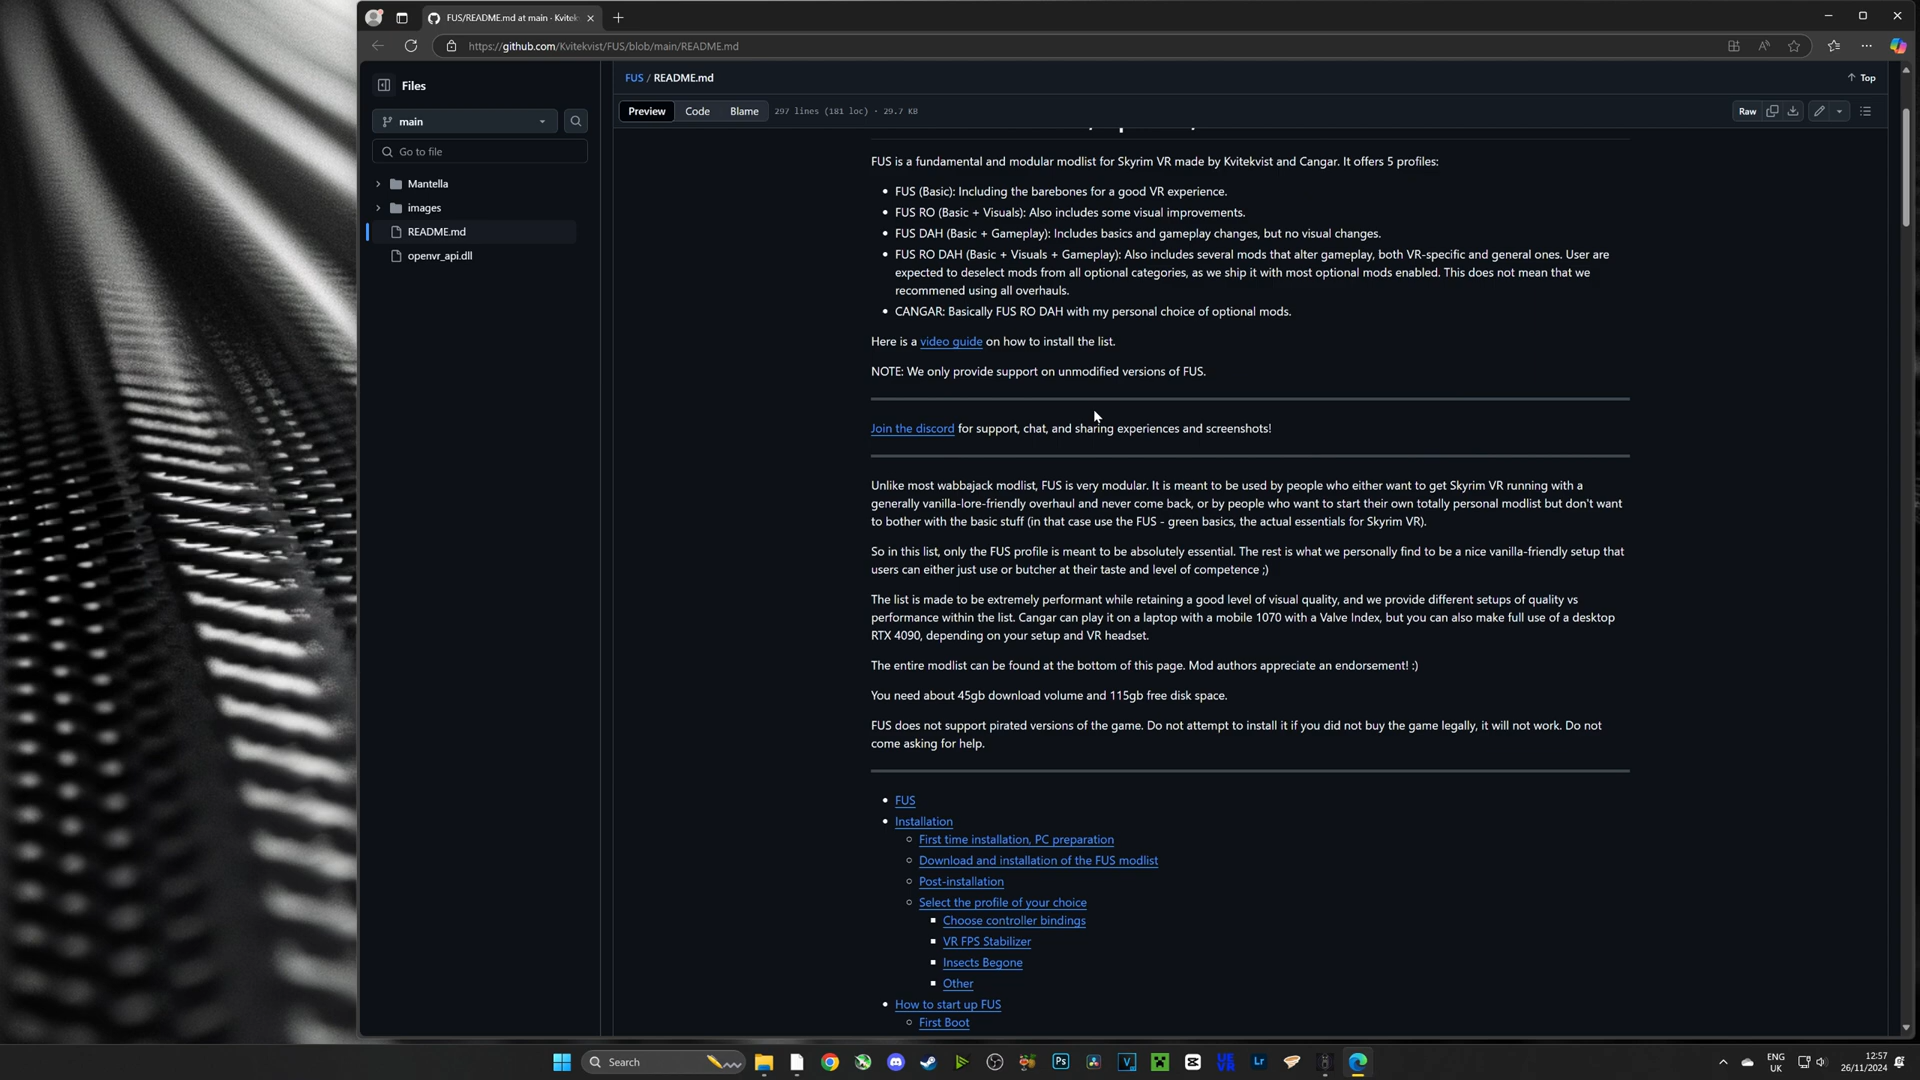 FUS/README.md at main · Kvitek
https://github.com/Kvitekvist/FUS/blob/main/README.md
Files
FUS / README.md
Top
main
Preview
Code
Blame
297 lines (181 loc) · 29.7 KB
Raw
Go to file
Mantella
images
README.md
openvr_api.dll
FUS is a fundamental and modular modlist for Skyrim VR made by Kvitekvist and Cangar. It offers 5 profiles:
• FUS (Basic): Including the barebones for a good VR experience.
• FUS RO (Basic + Visuals): Also includes some visual improvements.
• FUS DAH (Basic + Gameplay): Includes basics and gameplay changes, but no visual changes.
• FUS RO DAH (Basic + Visuals + Gameplay): Also includes several mods that alter gameplay, both VR-specific and general ones. User are
expected to deselect mods from all optional categories, as we ship it with most optional mods enabled. This does not mean that we
recommened using all overhauls.
• CANGAR: Basically FUS RO DAH with my personal choice of optional mods.
Here is a video guide on how to install the list.
NOTE: We only provide support on unmodified versions of FUS.
Join the discord for support, chat, and sharing experiences and screenshots!
Unlike most wabbajack modlist, FUS is very modular. It is meant to be used by people who either want to get Skyrim VR running with a
generally vanilla-lore-friendly overhaul and never come back, or by people who want to start their own totally personal modlist but don't want
to bother with the basic stuff (in that case use the FUS - green basics, the actual essentials for Skyrim VR).
So in this list, only the FUS profile is meant to be absolutely essential. The rest is what we personally find to be a nice vanilla-friendly setup that
users can either just use or butcher at their taste and level of competence ;)
The list is made to be extremely performant while retaining a good level of visual quality, and we provide different setups of quality vs
performance within the list. Cangar can play it on a laptop with a mobile 1070 with a Valve Index, but you can also make full use of a desktop
RTX 4090, depending on your setup and VR headset.
The entire modlist can be found at the bottom of this page. Mod authors appreciate an endorsement! :)
You need about 45gb download volume and 115gb free disk space.
FUS does not support pirated versions of the game. Do not attempt to install it if you did not buy the game legally, it will not work. Do not
come asking for help.
• FUS
• Installation
○ First time installation, PC preparation
○ Download and installation of the FUS modlist
○ Post-installation
○ Select the profile of your choice
▪ Choose controller bindings
▪ VR FPS Stabilizer
▪ Insects Begone
▪ Other
• How to start up FUS
○ First Boot
Search
Ps
V
Lr
ENG
UK
12:57
26/11/2024